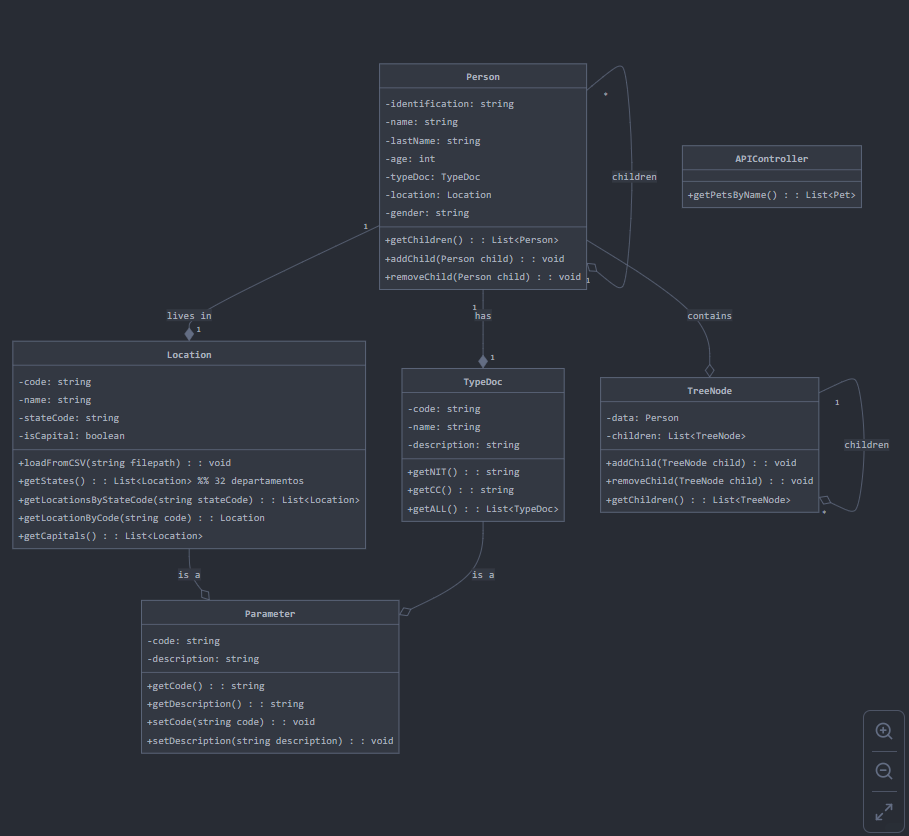 Person
-identification: string
-name: string
-lastName: string
-age: int
-typeDoc: TypeDoc
-location: Location
-gender: string
+getChildren() : : List<Person>
+addChild(Person child) : : void
+removeChild(Person child) : : void
*
children
1
APIController
+getPetsByName() : : List<Pet>
1
lives in
1
1
has
1
contains
Location
-code: string
-name: string
-stateCode: string
-isCapital: boolean
+loadFromCSV(string filepath) : : void
+getStates() : : List<Location> %% 32 departamentos
+getLocationsByStateCode(string stateCode) : : List<Location>
+getLocationByCode(string code) : : Location
+getCapitals() : : List<Location>
TypeDoc
-code: string
-name: string
-description: string
+getNIT() : : string
+getCC() : : string
+getALL() : : List<TypeDoc>
TreeNode
-data: Person
-children: List<TreeNode>
+addChild(TreeNode child) : : void
+removeChild(TreeNode child) : : void
+getChildren() : : List<TreeNode>
1
children
*
is a
is a
Parameter
-code: string
-description: string
+getCode() : : string
+getDescription() : : string
+setCode(string code) : : void
+setDescription(string description) : : void